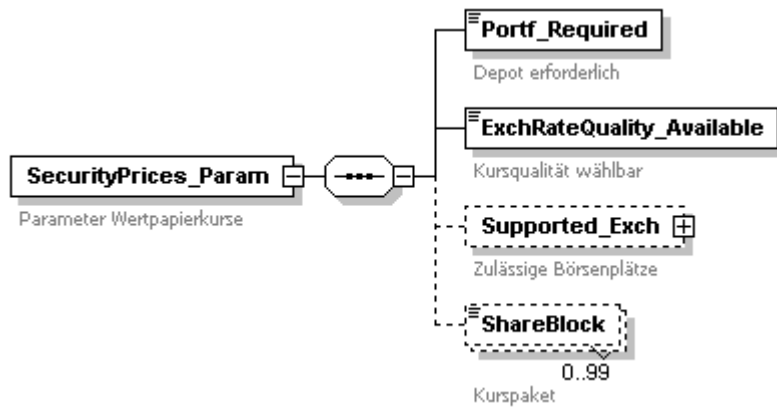 Portf_Required
Depot erforderlich
ExchRateQuality_Available
Kursqualität wählbar
SecurityPrices_Param
Parameter Wertpapierkurse
Supported_Exch
Zulässige Börsenplätze
ShareBlock
0..99
Kurspaket